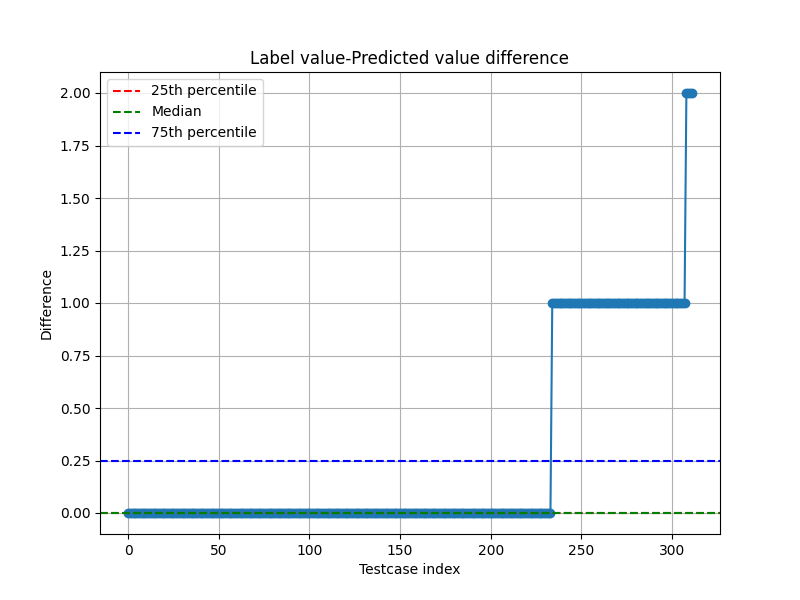 Label value-Predicted value difference
25th percentile
Median
75th percentile
2.00
1.75
1.50
1.25
1.00
0.75
0.50
0.25
0.00
Difference
0 50 100 150 200 250 300
Testcase index